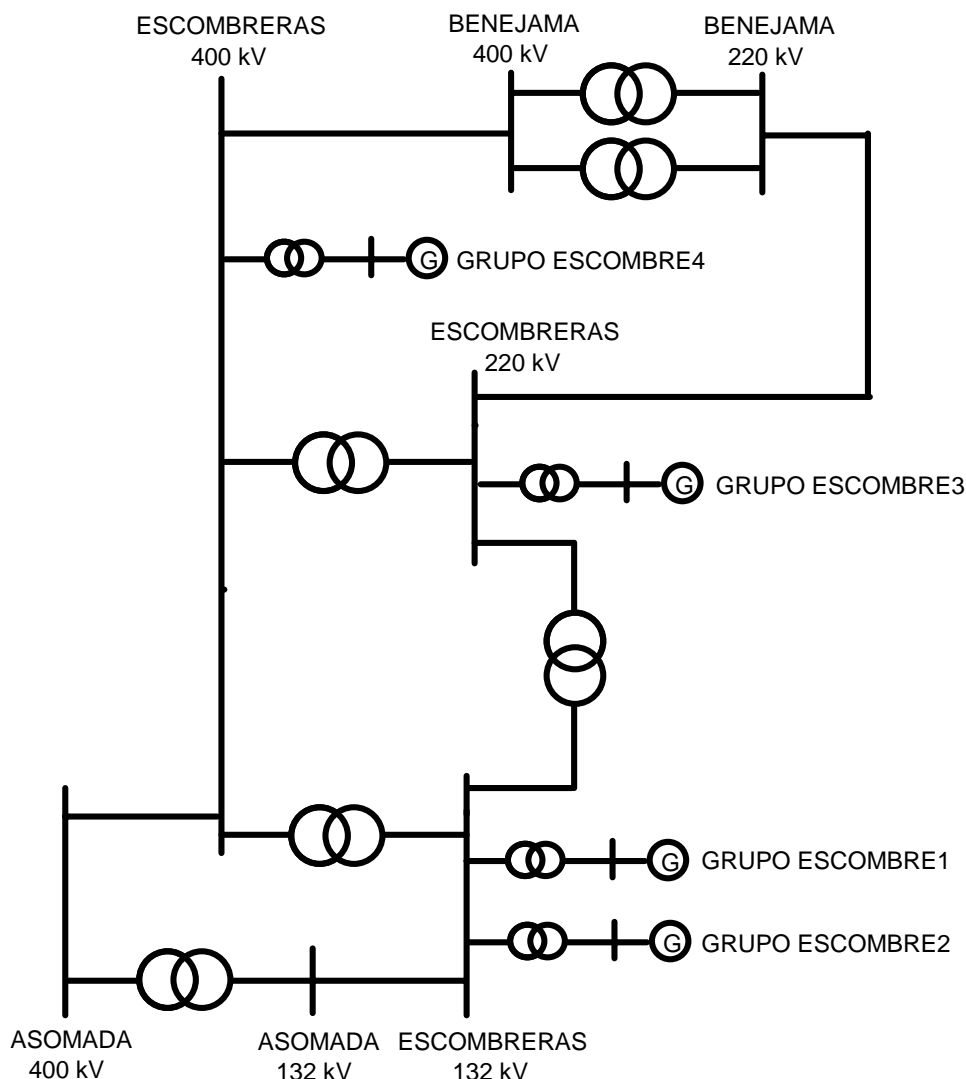 ESCOMBRERAS
400 kV
BENEJAMA
400 kV
BENEJAMA
220 kV
G
GRUPO ESCOMBRE4
ESCOMBRERAS
220 kV
G
GRUPO ESCOMBRE3
G
GRUPO ESCOMBRE1
G
GRUPO ESCOMBRE2
ASOMADA
400 kV
ASOMADA
132 kV
ESCOMBRERAS
132 kV